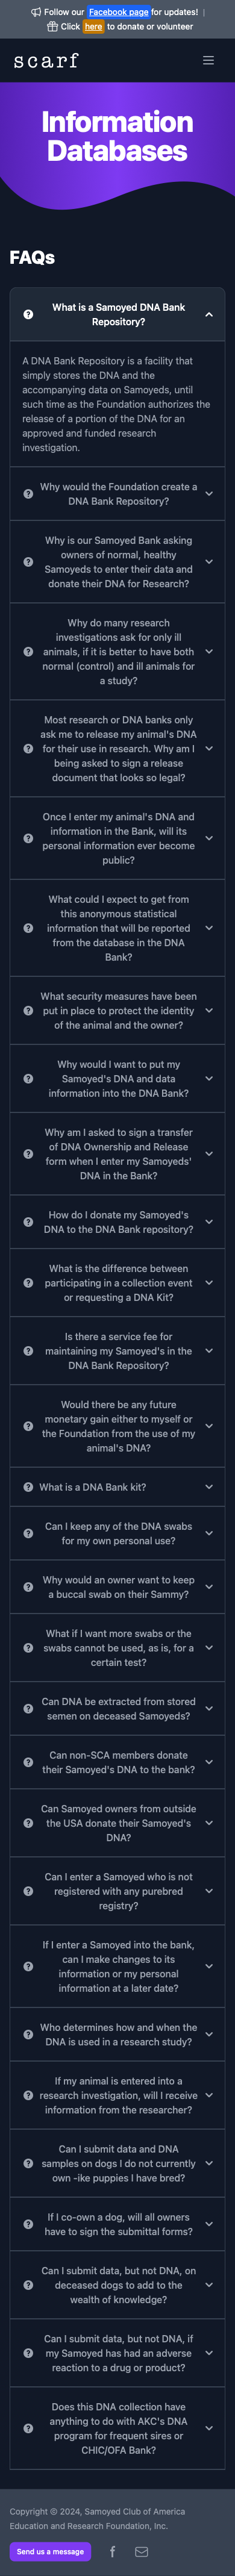 Follow our Facebook page for updates! |
Click here to donate or volunteer
scarf
Information
Databases
FAQs
What is a Samoyed DNA Bank
Repository?
A DNA Bank Repository is a facility that
simply stores the DNA and the
accompanying data on Samoyeds, until
such time as the Foundation authorizes the
release of a portion of the DNA for an
approved and funded research
investigation.
Why would the Foundation create a
DNA Bank Repository?
Why is our Samoyed Bank asking
owners of normal, healthy
Samoyeds to enter their data and
donate their DNA for Research?
Why do many research
investigations ask for only ill
animals, if it is better to have both
normal (control) and ill animals for
a study?
Most research or DNA banks only
ask me to release my animal's DNA
for their use in research. Why am I
being asked to sign a release
document that looks so legal?
Once I enter my animal's DNA and
information in the Bank, will its
personal information ever become
public?
What could I expect to get from
this anonymous statistical
information that will be reported
from the database in the DNA
Bank?
What security measures have been
put in place to protect the identity
of the animal and the owner?
Why would I want to put my
Samoyed's DNA and data
information into the DNA Bank?
Why am I asked to sign a transfer
of DNA Ownership and Release
form when I enter my Samoyeds'
DNA in the Bank?
How do I donate my Samoyed's
DNA to the DNA Bank repository?
What is the difference between
participating in a collection event
or requesting a DNA Kit?
Is there a service fee for
maintaining my Samoyed's in the
DNA Bank Repository?
Would there be any future
monetary gain either to myself or
the Foundation from the use of my
animal's DNA?
What is a DNA Bank kit?
Can I keep any of the DNA swabs
for my own personal use?
Why would an owner want to keep
a buccal swab on their Sammy?
What if I want more swabs or the
swabs cannot be used, as is, for a
certain test?
Can DNA be extracted from stored
semen on deceased Samoyeds?
Can non-SCA members donate
their Samoyed's DNA to the bank?
Can Samoyed owners from outside
the USA donate their Samoyed's
DNA?
Can I enter a Samoyed who is not
registered with any purebred
registry?
If I enter a Samoyed into the bank,
can I make changes to its
information or my personal
information at a later date?
Who determines how and when the
DNA is used in a research study?
If my animal is entered into a
research investigation, will I receive
information from the researcher?
Can I submit data and DNA
samples on dogs I do not currently
own -ike puppies I have bred?
If I co-own a dog, will all owners
have to sign the submittal forms?
Can I submit data, but not DNA, on
deceased dogs to add to the
wealth of knowledge?
Can I submit data, but not DNA, if
my Samoyed has had an adverse
reaction to a drug or product?
Does this DNA collection have
anything to do with AKC's DNA
program for frequent sires or
CHIC/OFA Bank?
Copyright © 2024, Samoyed Club of America
Education and Research Foundation, Inc.
Send us a message